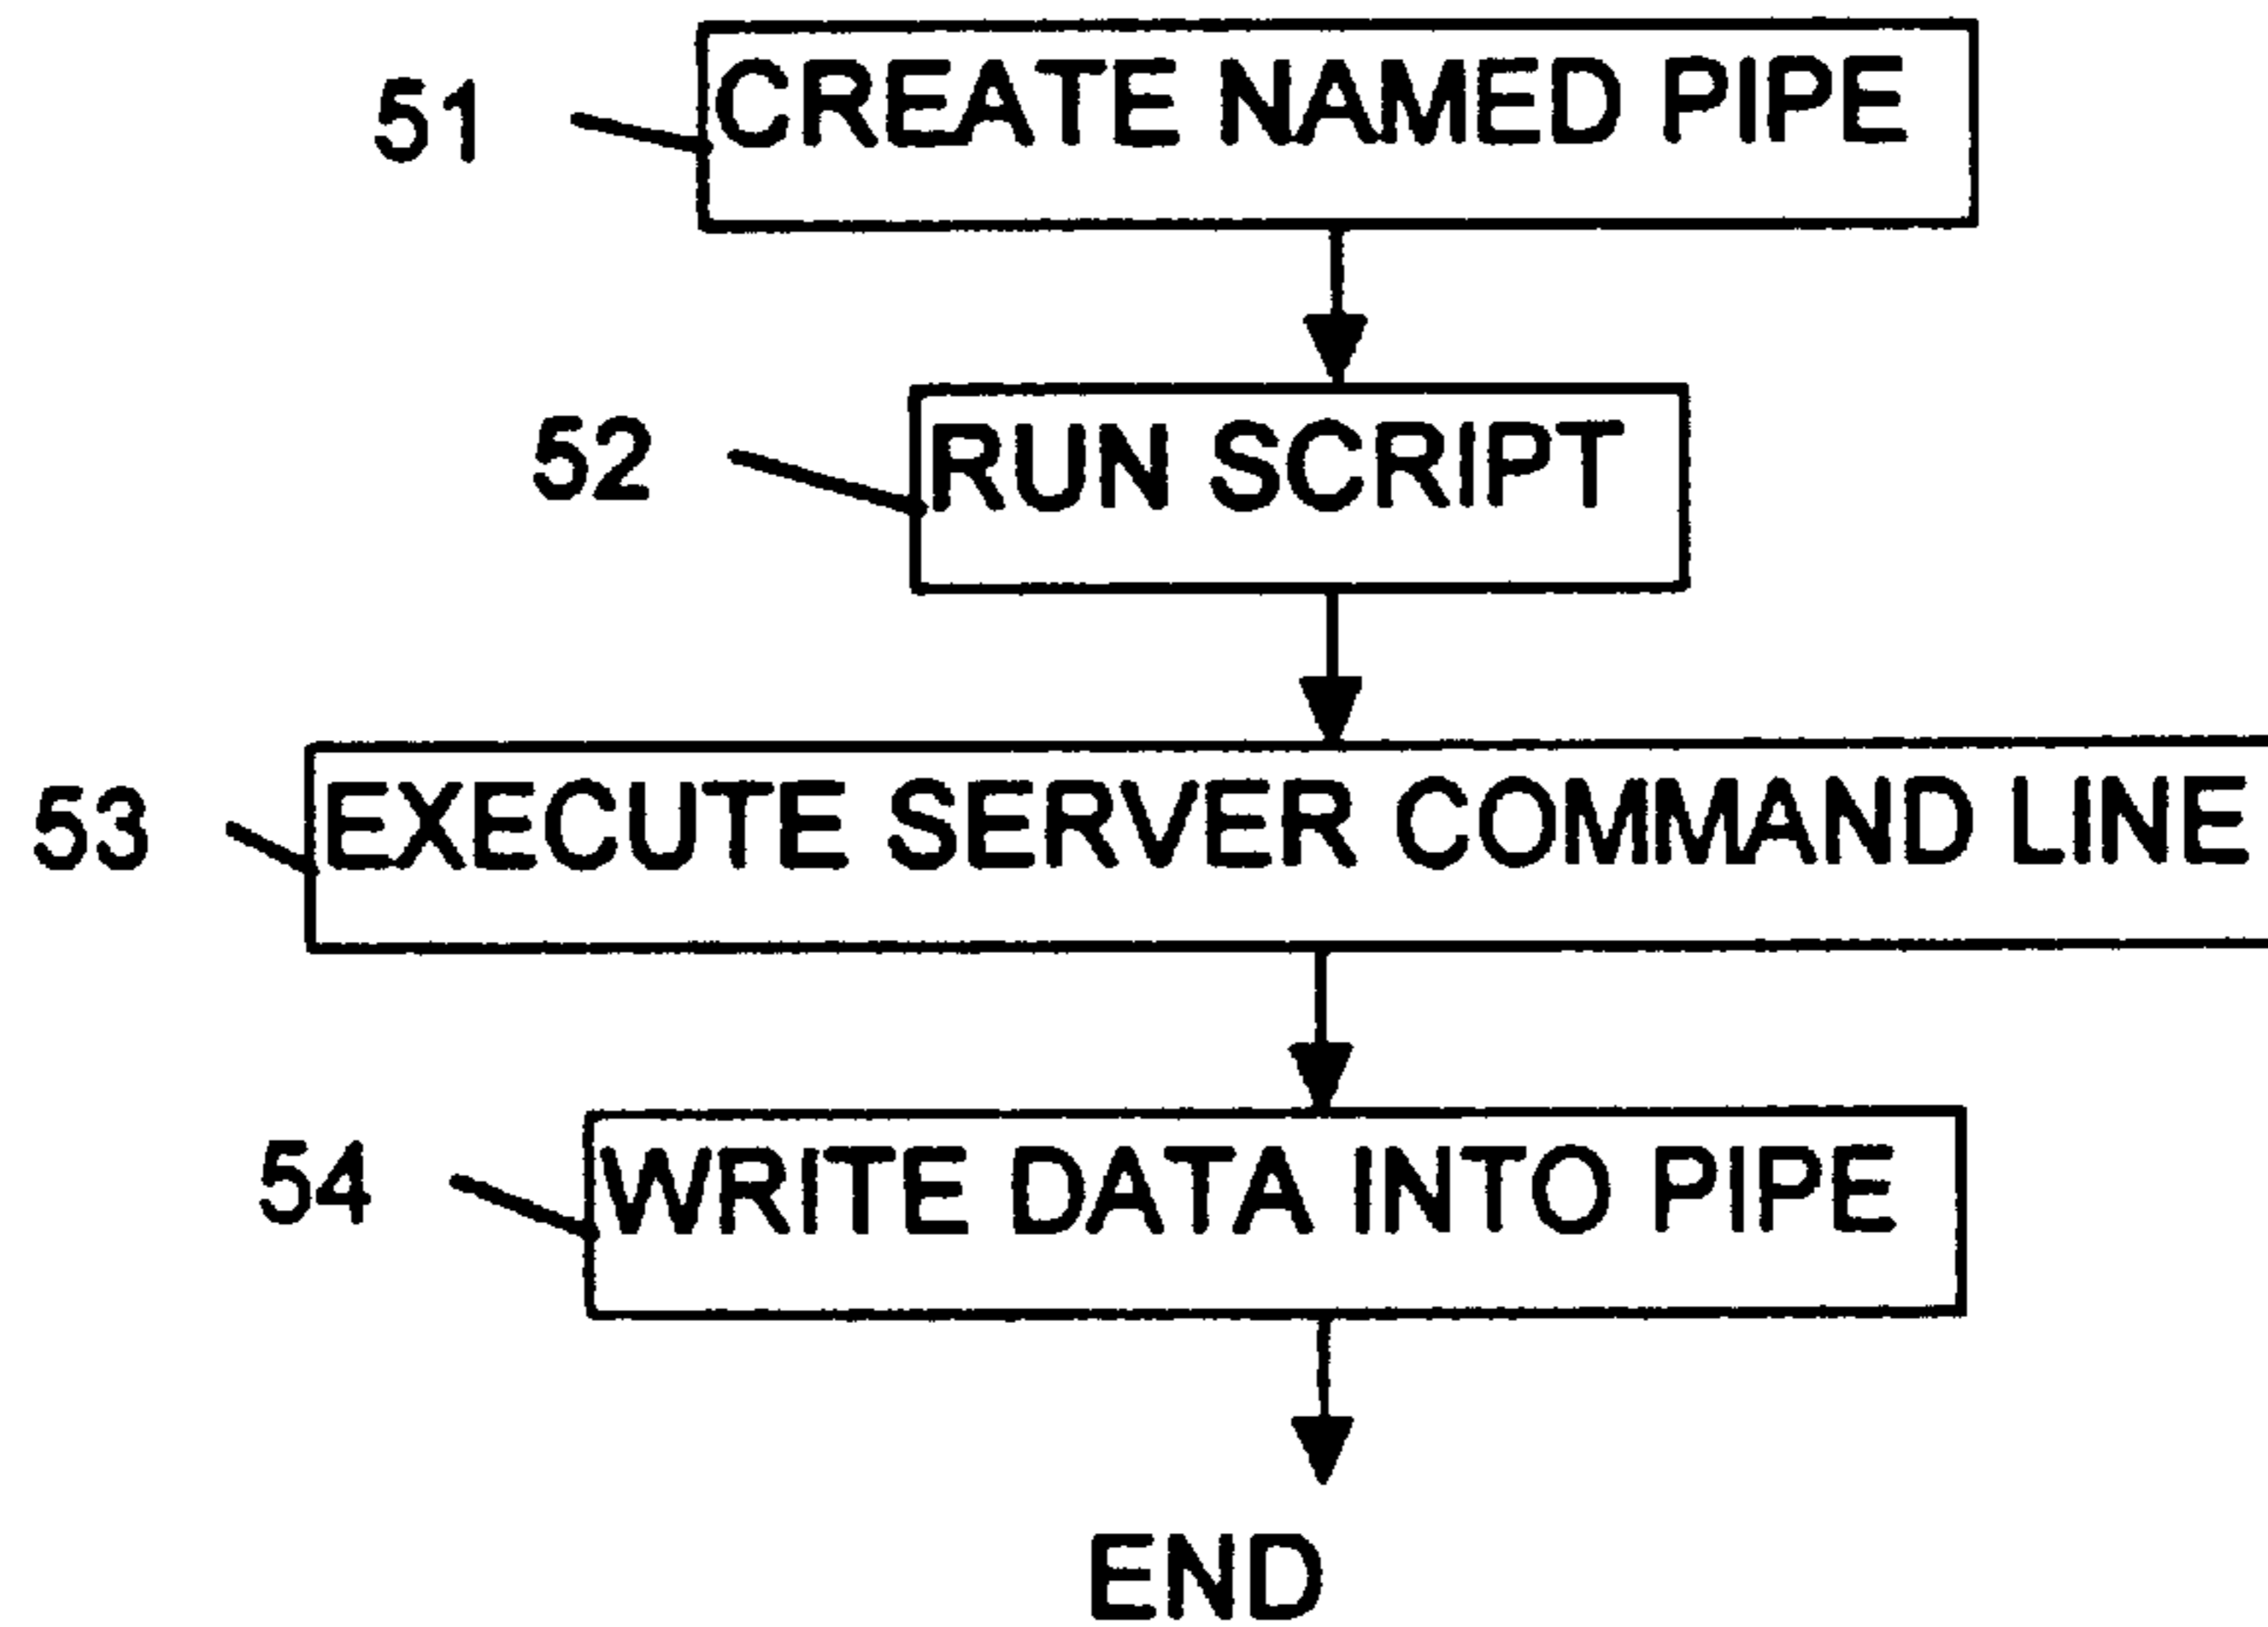 51 CREATE NAMED PIPE
52 RUN SCRIPT
53 EXECUTE SERVER COMMAND LINE
54 WRITE DATA INTO PIPE
END